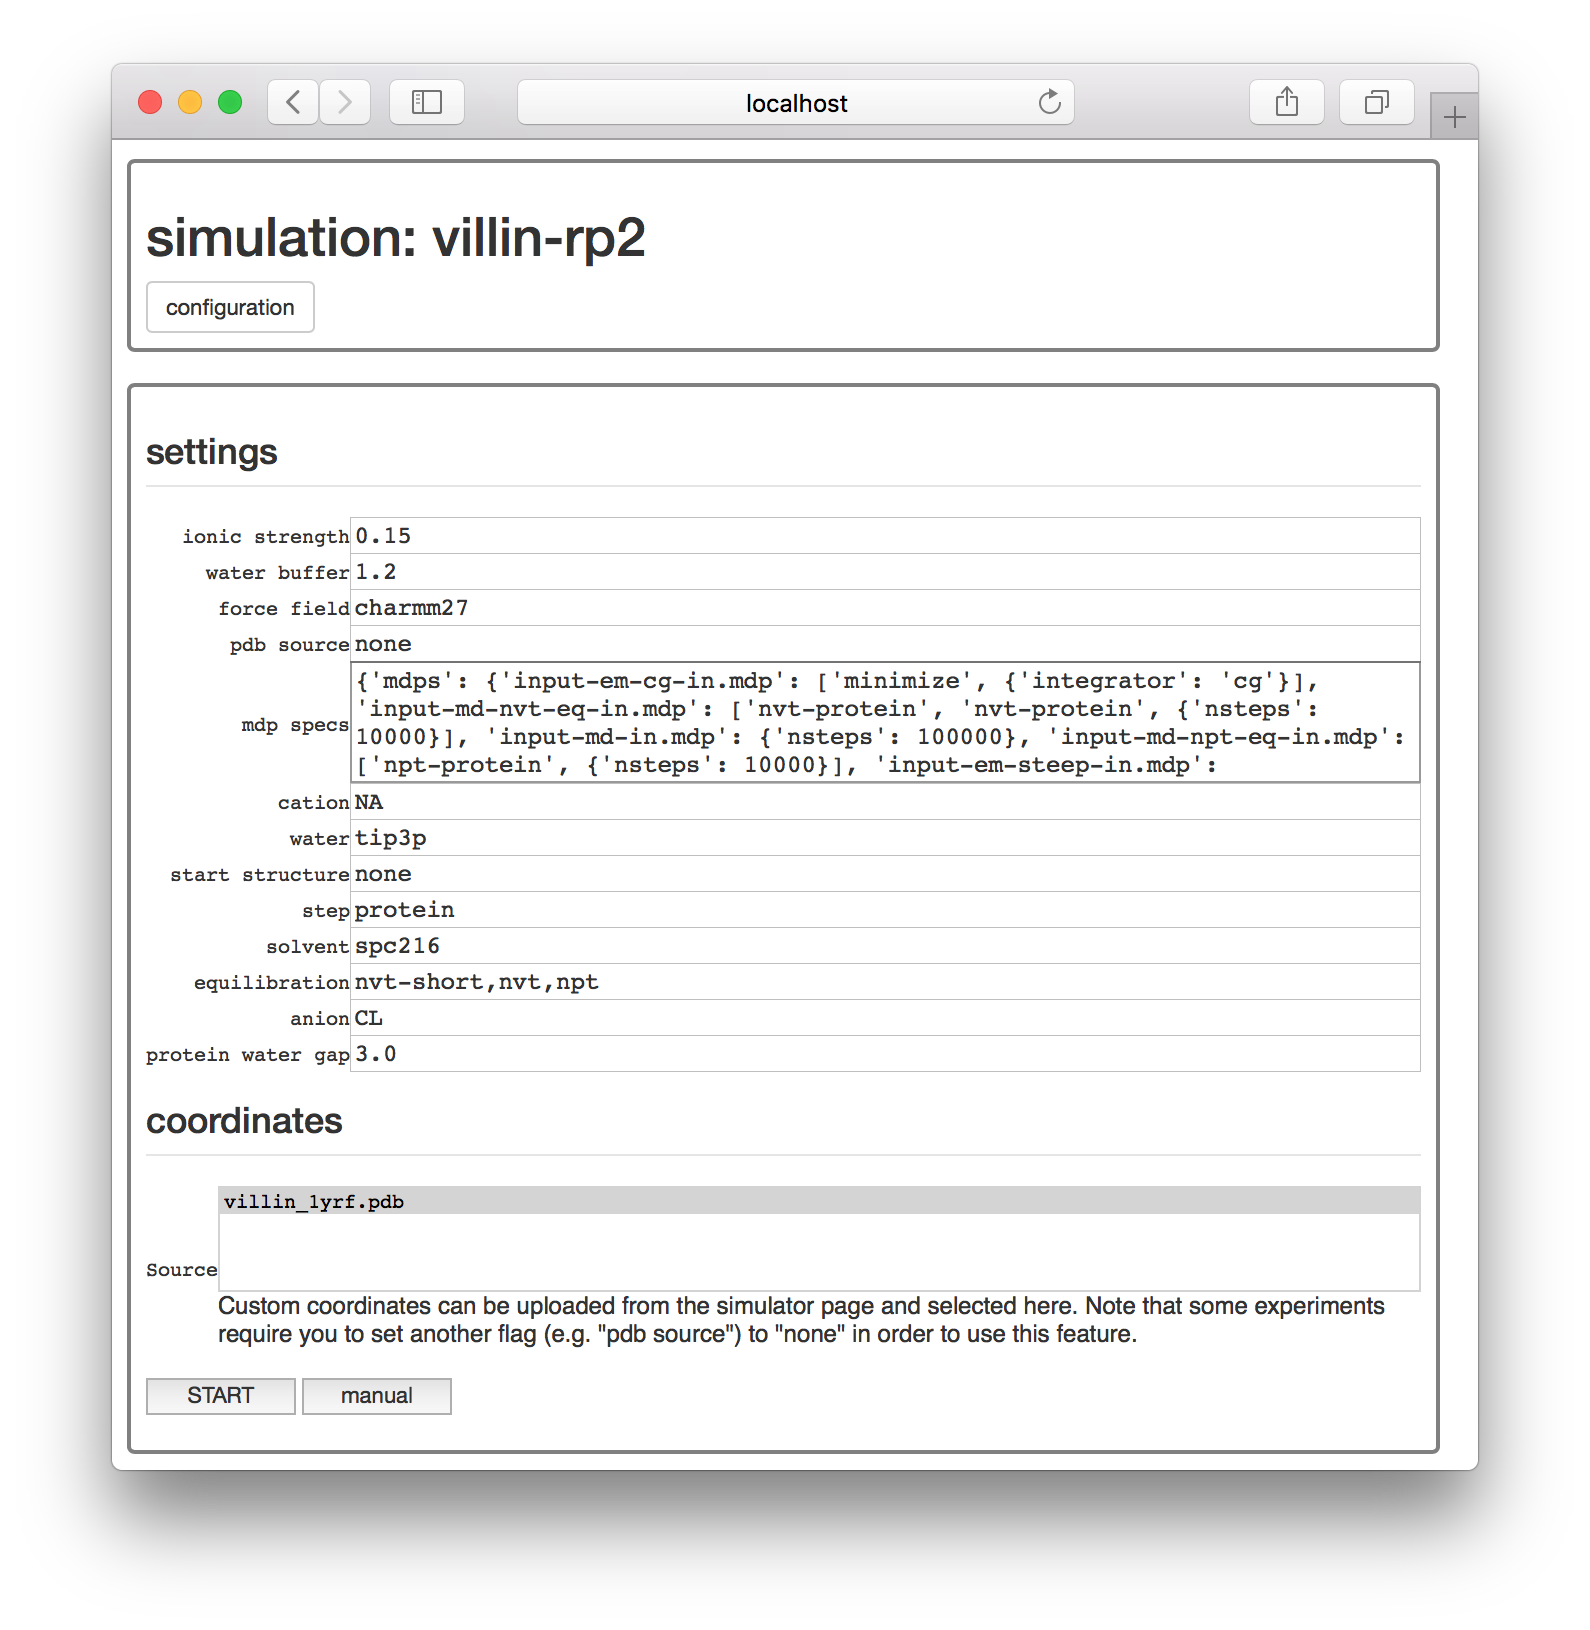 localhost
simulation: villin-rp2
configuration
settings
ionic strength 0.15
water buffer 1.2
force field charmm27
pdb source none
mdp specs {'mdps': {'input-em-cg-in.mdp': ['minimize', {'integrator': 'cg'}],
'input-md-nvt-eq-in.mdp': ['nvt-protein', 'nvt-protein', {'nsteps':
10000}], 'input-md-in.mdp': {'nsteps': 100000}, 'input-md-npt-eq-in.mdp':
['npt-protein', {'nsteps': 10000}], 'input-em-steep-in.mdp':
cation NA
water tip3p
start structure none
step protein
solvent spc216
equilibration nvt-short,nvt,npt
anion CL
protein water gap 3.0
coordinates
villin_1yrf.pdb
Source
Custom coordinates can be uploaded from the simulator page and selected here. Note that some experiments
require you to set another flag (e.g. "pdb source") to "none" in order to use this feature.
START manual